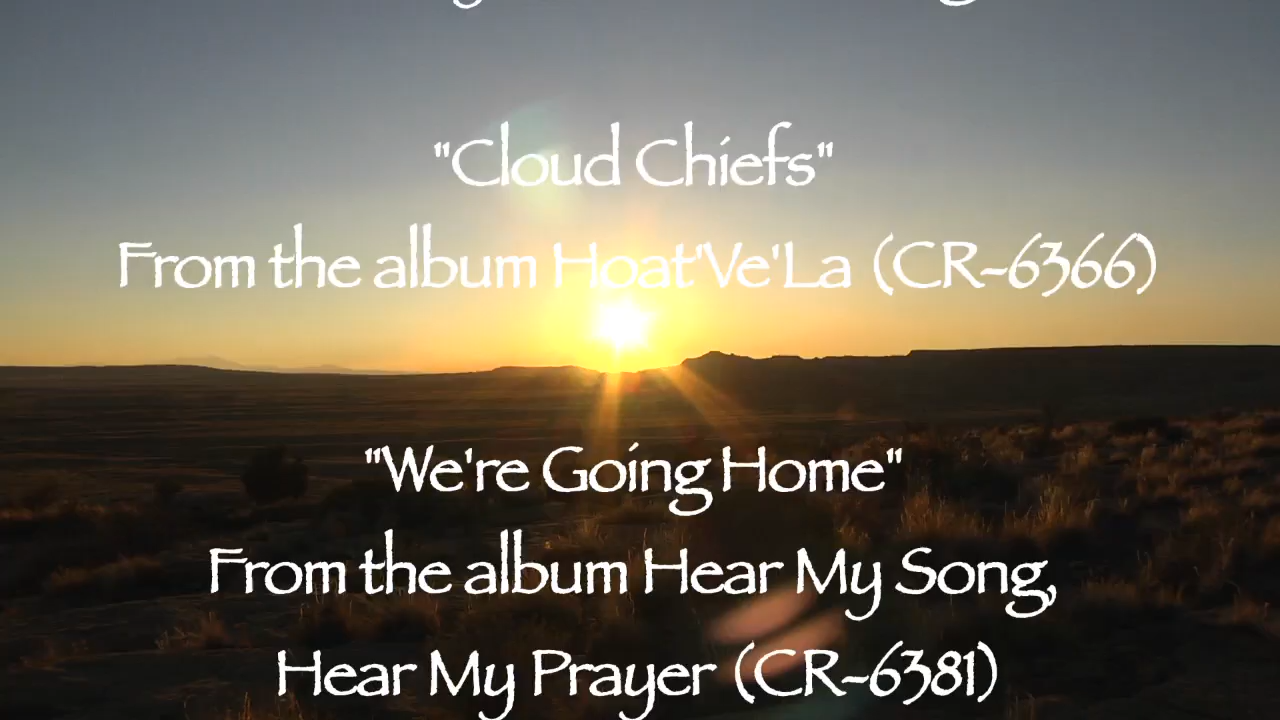 "Cloud Chiefs"
From the album Hoat'Ve'La (CR-6366)
"We're Going Home"
From the album Hear My Song,
Hear My Prayer (CR-6381)